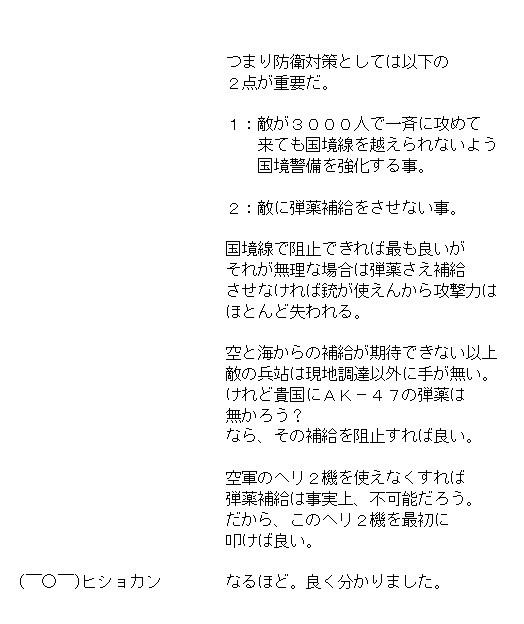 つまり防衛対策としては以下の
２点が重要だ。
１：敵が３０００人で一斉に攻めて
来ても国境線を越えられないよう
国境警備を強化する事。
２：敵に弾薬補給をさせない事。
国境線で阻止できれば最も良いが
それが無理な場合は弾薬さえ補給
させなければ銃が使えんから攻撃力は
ほとんど失われる。
空と海からの補給が期待できない以上
敵の兵站は現地調達以外に手が無い。
けれど貴国にＡＫ－４７の弾薬は
無かろう？
なら、その補給を阻止すれば良い。
空軍のヘリ２機を使えなくすれば
弾薬補給は事実上、不可能だろう。
だから、このヘリ２機を最初に
叩けば良い。
(￣○￣)ヒショカン　なるほど。良く分かりました。